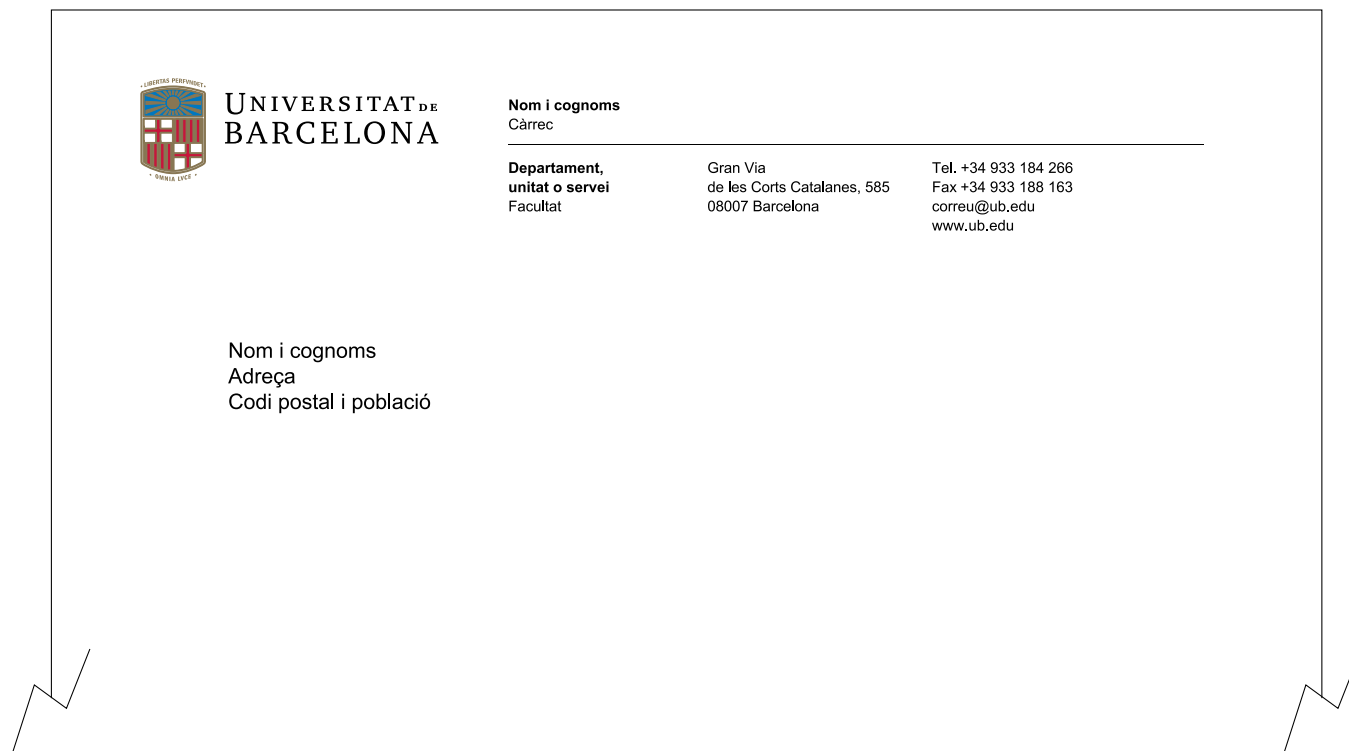 · LIBERTAS PERFVNDET ·
UNIVERSITAT DE
BARCELONA
· OMNIA LVCE ·
Nom i cognoms
Càrrec
Departament,
unitat o servei
Facultat
Gran Via
de les Corts Catalanes, 585
08007 Barcelona
Tel. +34 933 184 266
Fax +34 933 188 163
correu@ub.edu
www.ub.edu
Nom i cognoms
Adreça
Codi postal i població